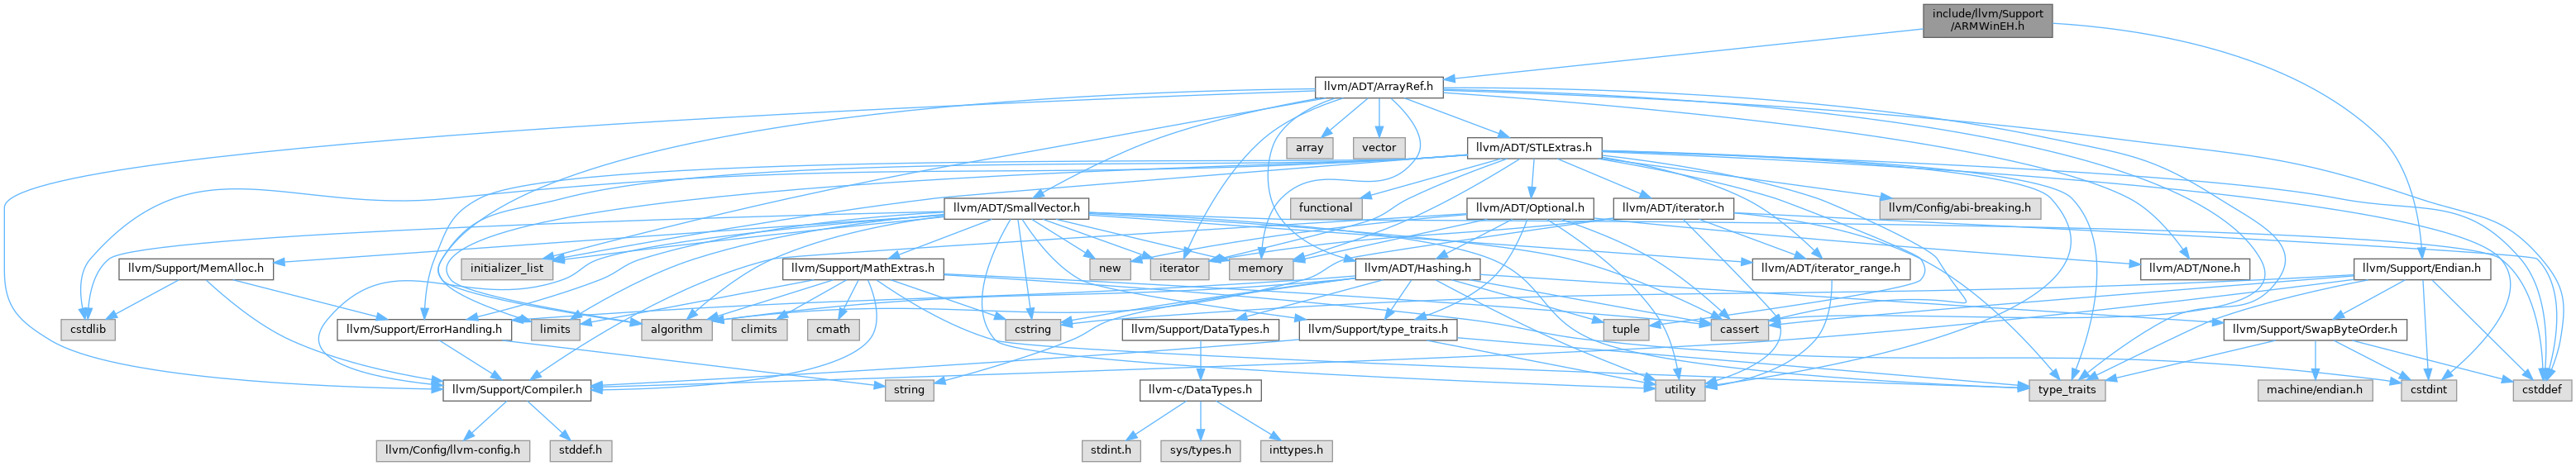 include/llvm/Support
/ARMWinEH.h
llvm/ADT/ArrayRef.h
array
vector
llvm/ADT/STLExtras.h
llvm/ADT/SmallVector.h
functional
llvm/ADT/Optional.h
llvm/ADT/iterator.h
llvm/Config/abi-breaking.h
llvm/Support/MemAlloc.h
initializer_list
llvm/Support/MathExtras.h
new
iterator
memory
llvm/ADT/Hashing.h
llvm/ADT/iterator_range.h
llvm/ADT/None.h
llvm/Support/Endian.h
cstdlib
llvm/Support/ErrorHandling.h
limits
algorithm
climits
cmath
cstring
llvm/Support/DataTypes.h
llvm/Support/type_traits.h
tuple
cassert
llvm/Support/SwapByteOrder.h
llvm/Support/Compiler.h
string
llvm-c/DataTypes.h
utility
type_traits
machine/endian.h
cstdint
cstddef
llvm/Config/llvm-config.h
stddef.h
stdint.h
sys/types.h
inttypes.h